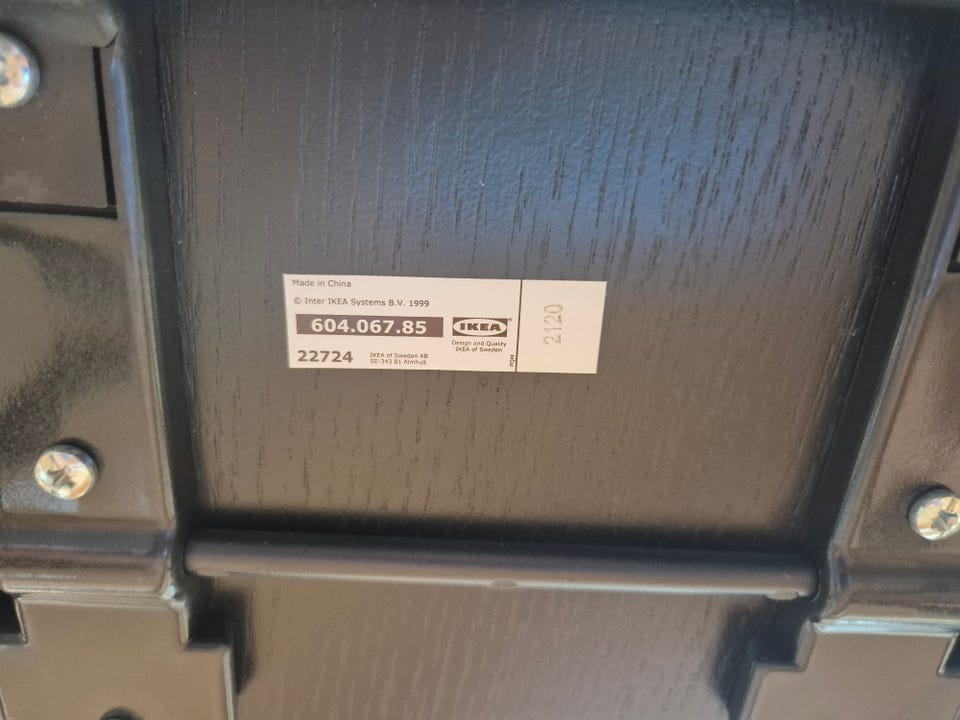 Made in China
© Inter IKEA Systems B.V. 1999
604.067.85
IKEA®
Design and Quality
IKEA of Sweden
22724
IKEA of Sweden AB
SE-343 81 Älmhult
PQM
2120